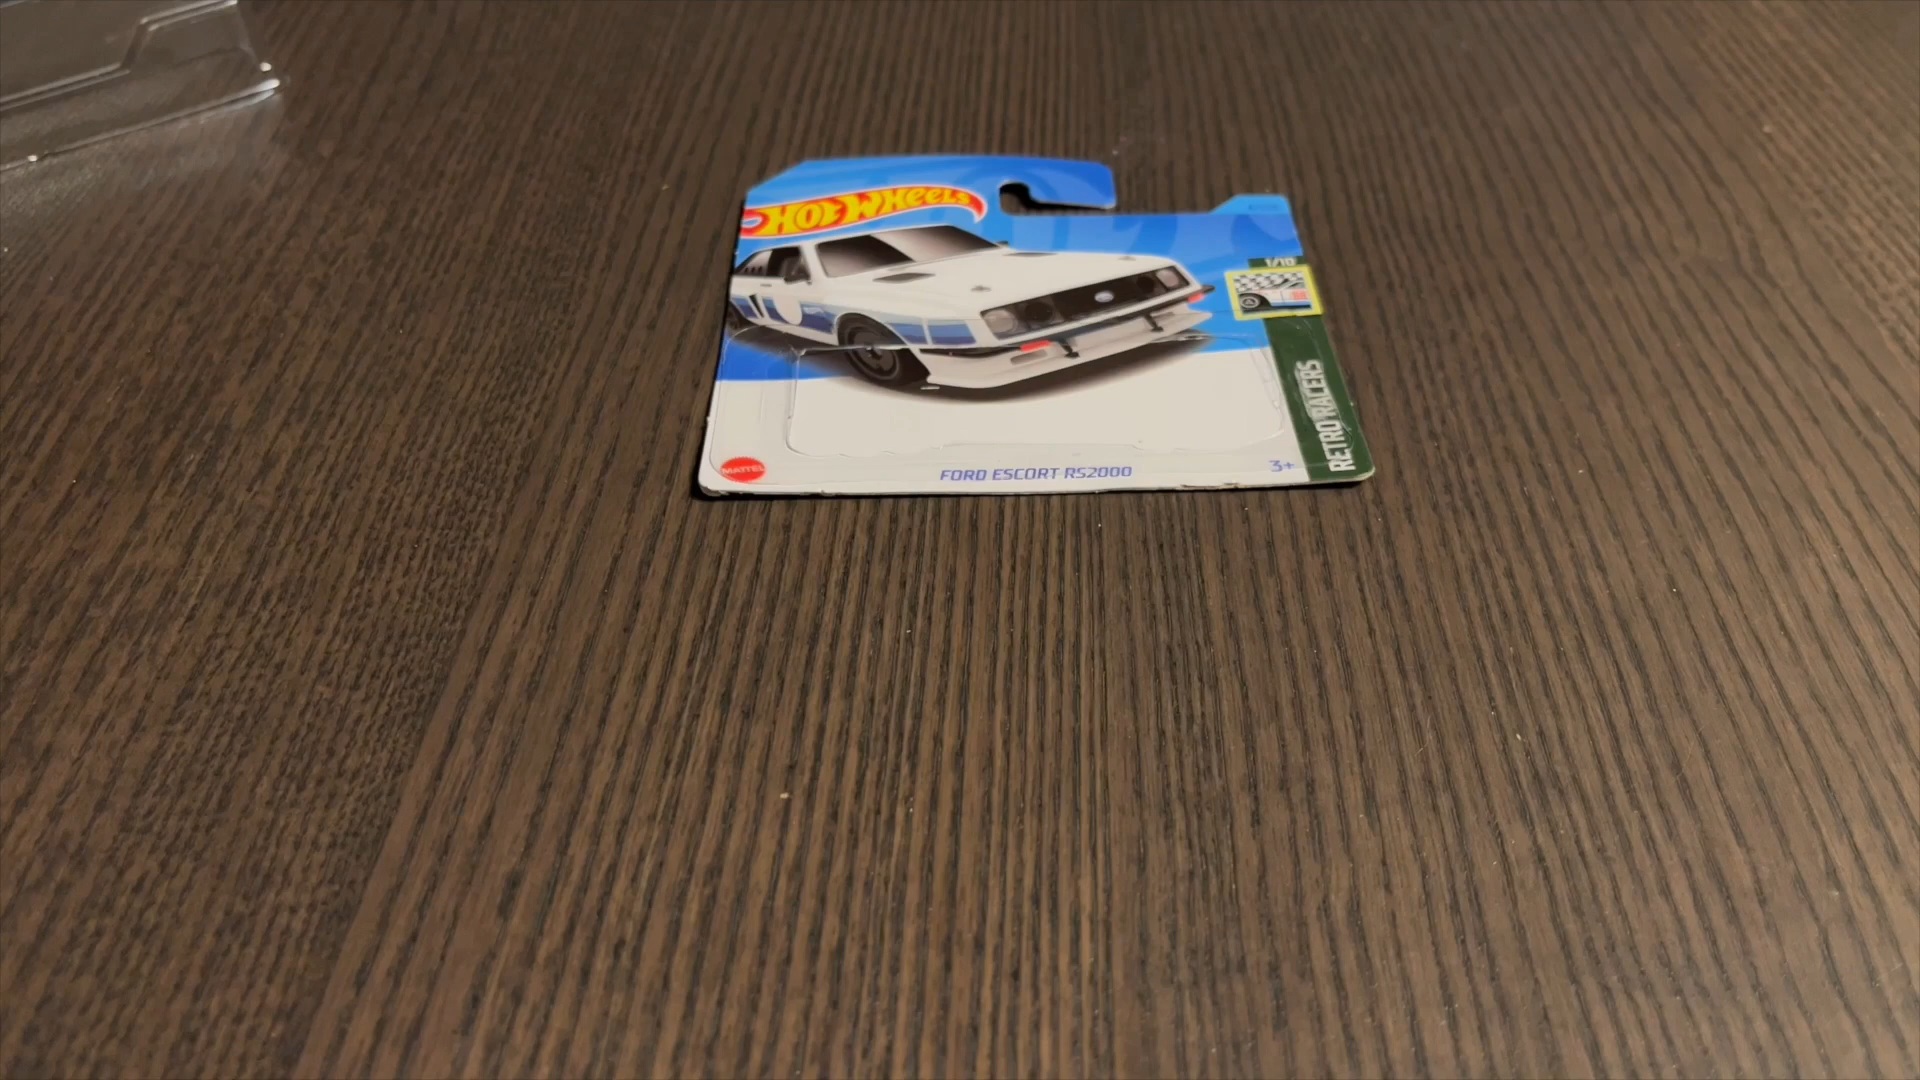 HOT WHEELS
1/10
RETRO RACERS
MATTEL
FORD ESCORT RS2000
3+